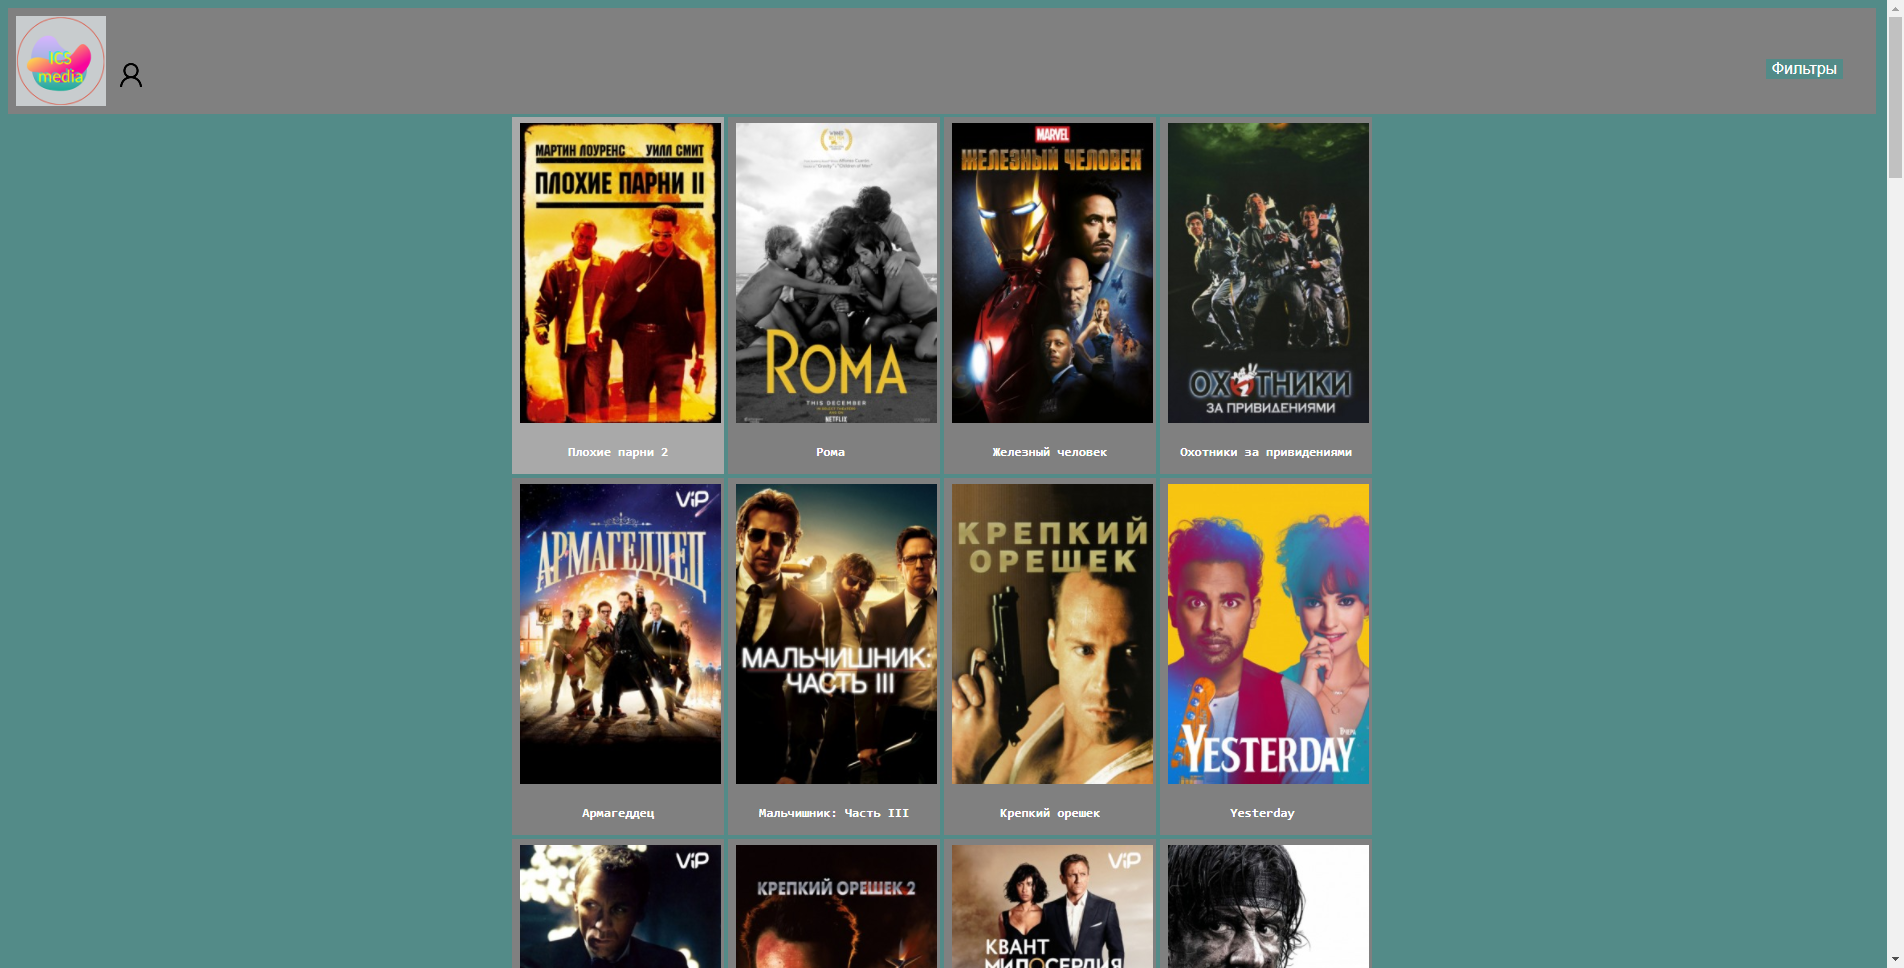 ICS
media
Фильтры
МАРТИН ЛОУРЕНС УИЛЛ СМИТ
ПЛОХИЕ ПАРНИ II
ROMA
THIS DECEMBER
NETFLIX
MARVEL
ЖЕЛЕЗНЫЙ ЧЕЛОВЕК
ОХОТНИКИ
ЗА ПРИВИДЕНИЯМИ
Плохие парни 2
Рома
Железный человек
Охотники за привидениями
ViP
АРМАГЕДДЕЦ
МАЛЬЧИШНИК:
ЧАСТЬ III
КРЕПКИЙ
ОРЕШЕК
YESTERDAY
Армагеддец
Мальчишник: Часть III
Крепкий орешек
Yesterday
ViP
КРЕПКИЙ ОРЕШЕК 2
ViP
КВАНТ
МИЛОСЕРДИЯ